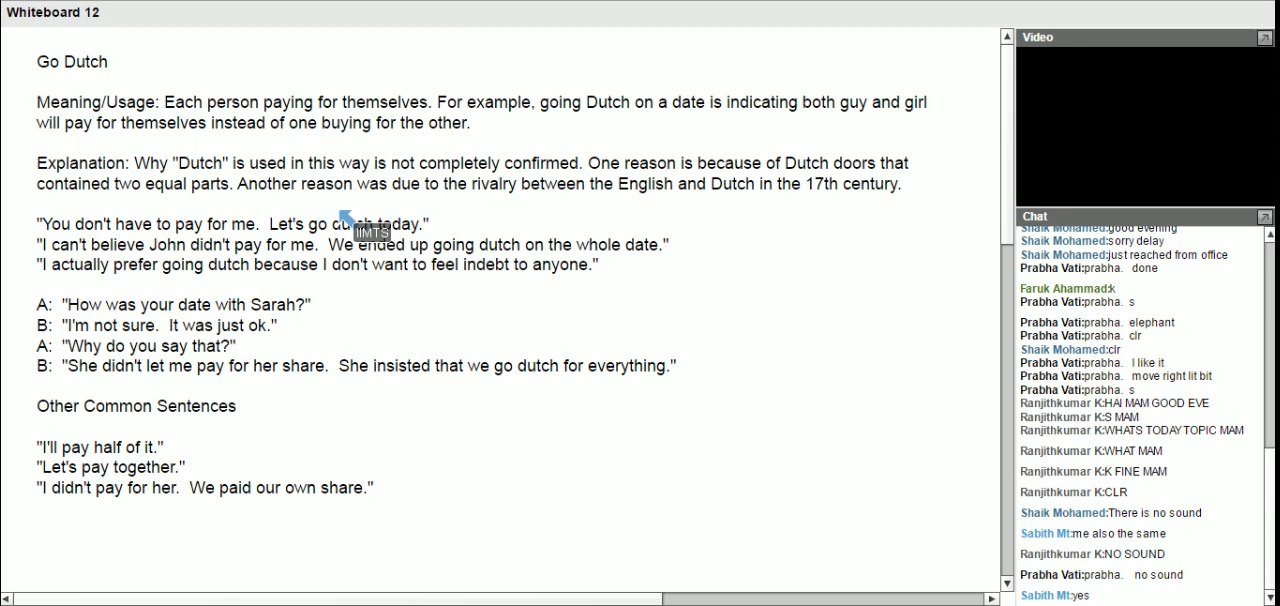 Whiteboard 12
Go Dutch
Meaning/Usage: Each person paying for themselves. For example, going Dutch on a date is indicating both guy and girl
will pay for themselves instead of one buying for the other.
Explanation: Why "Dutch" is used in this way is not completely confirmed. One reason is because of Dutch doors that
contained two equal parts. Another reason was due to the rivalry between the English and Dutch in the 17th century.
"You don't have to pay for me.  Let's go dutch today."
IIMTS
"I can't believe John didn't pay for me.  We ended up going dutch on the whole date."
"I actually prefer going dutch because I don't want to feel indebt to anyone."
A:  "How was your date with Sarah?"
B:  "I'm not sure.  It was just ok."
A:  "Why do you say that?"
B:  "She didn't let me pay for her share.  She insisted that we go dutch for everything."
Other Common Sentences
"I'll pay half of it."
"Let's pay together."
"I didn't pay for her.  We paid our own share."
Video
Chat
Shaik Mohamed:good evening
Shaik Mohamed:sorry delay
Shaik Mohamed:just reached from office
Prabha Vati:prabha.  done
Faruk Ahammad:k
Prabha Vati:prabha.  s
Prabha Vati:prabha.  elephant
Prabha Vati:prabha.  clr
Shaik Mohamed:clr
Prabha Vati:prabha.  I like it
Prabha Vati:prabha.  move right lit bit
Prabha Vati:prabha.  s
Ranjithkumar K:HAI MAM GOOD EVE
Ranjithkumar K:S MAM
Ranjithkumar K:WHATS TODAY TOPIC MAM
Ranjithkumar K:WHAT MAM
Ranjithkumar K:K FINE MAM
Ranjithkumar K:CLR
Shaik Mohamed:There is no sound
Sabith Mt:me also the same
Ranjithkumar K:NO SOUND
Prabha Vati:prabha.   no sound
Sabith Mt:yes